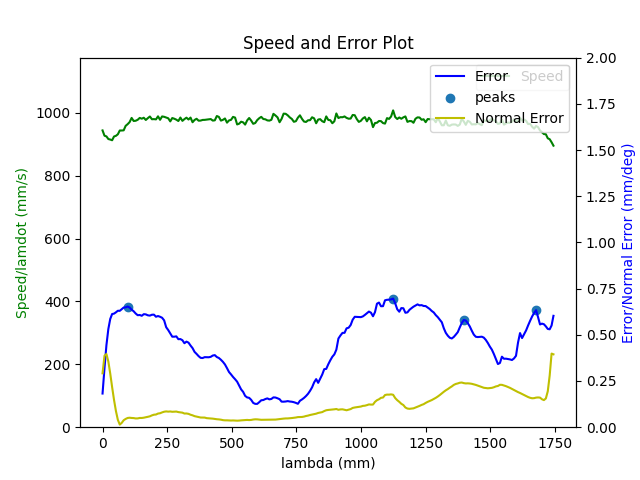 Speed and Error Plot
Speed/lamdot (mm/s)
1000
800
600
400
200
0
2.00
1.75
1.50
1.25
1.00
0.75
0.50
0.25
0.00
Error/Normal Error (mm/deg)
Error
peaks
Normal Error
Speed
0
250
500
750
1000
1250
1500
1750
lambda (mm)